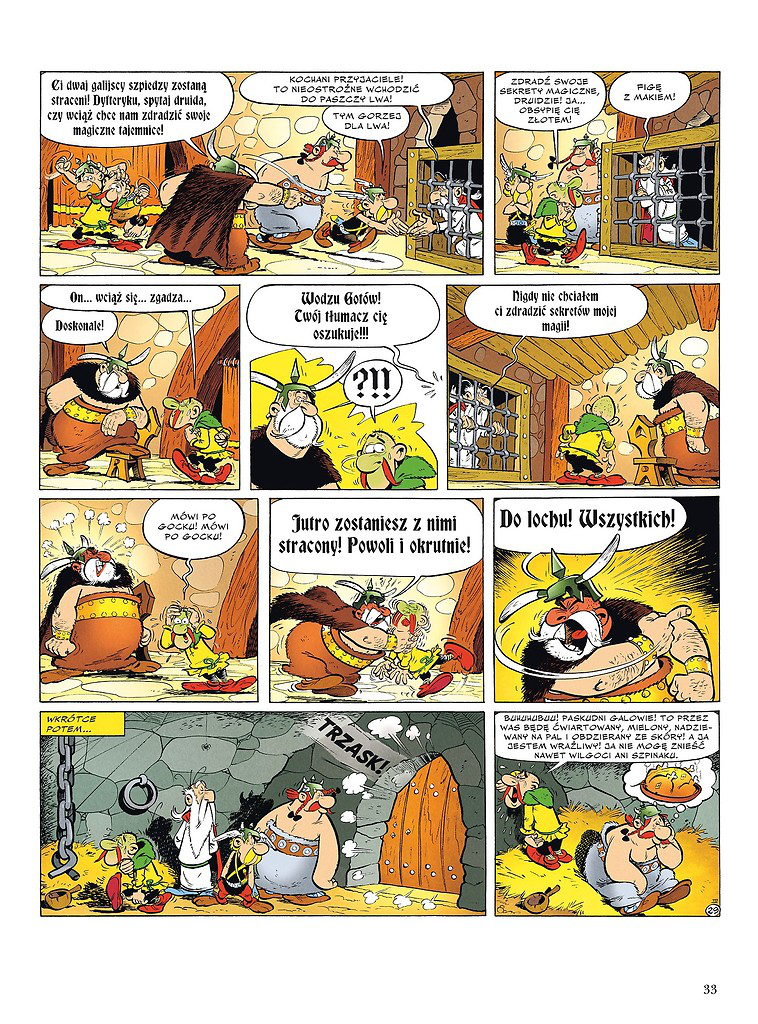 Ci dwaj galijscy szpiedzy zostaną
straceni! Dyfteryku, spytaj druida,
czy wciąż chce nam zdradzić swoje
magiczne tajemnice!
KOCHANI PRZYJACIELE!
TO NIEOSTROŻNE WCHODZIĆ
DO PASZCZY LWA!
TYM GORZEJ
DLA LWA!
ZDRADŹ SWOJE
SEKRETY MAGICZNE,
DRUIDZIE! JA...
OBSYPIĘ CIĘ
ZŁOTEM!
FIGĘ
Z MAKIEM!
On... wciąż się... zgadza...
Doskonale!
Wodzu Gotów!
Twój tłumacz cię
oszukuje!!!
?!!
Nigdy nie chciałem
ci zdradzić sekretów mojej
magii!
MÓWI PO
GOCKU! MÓWI
PO GOCKU!
Jutro zostaniesz z nimi
stracony! Powoli i okrutnie!
Do lochu! Wszystkich!
WKRÓTCE
POTEM...
TRZASK!
BUHUHUBUU! PASKUDNI GALOWIE! TO PRZEZ
WAS BĘDĘ ĆWIARTOWANY, MIELONY, NADZIE-
WANY NA PAL I OBDZIERANY ZE SKÓRY! A JA
JESTEM WRAŻLIWY! JA NIE MOGĘ ZNIEŚĆ
NAWET WILGOCI ANI SZPINAKU.
29
33